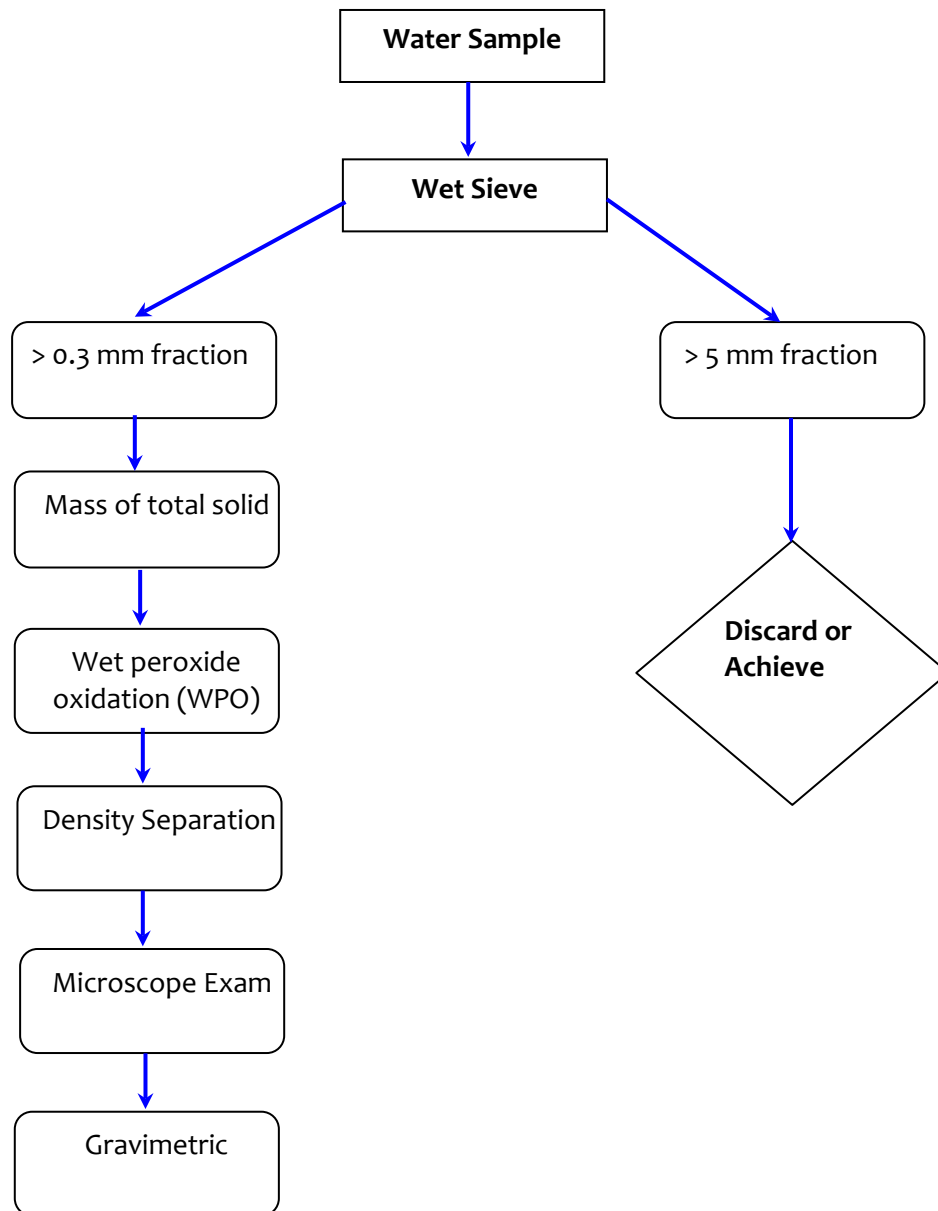 Water Sample
Wet Sieve
> 0.3 mm fraction
> 5 mm fraction
Mass of total solid
Wet peroxide
oxidation (WPO)
Discard or
Achieve
Density Separation
Microscope Exam
Gravimetric